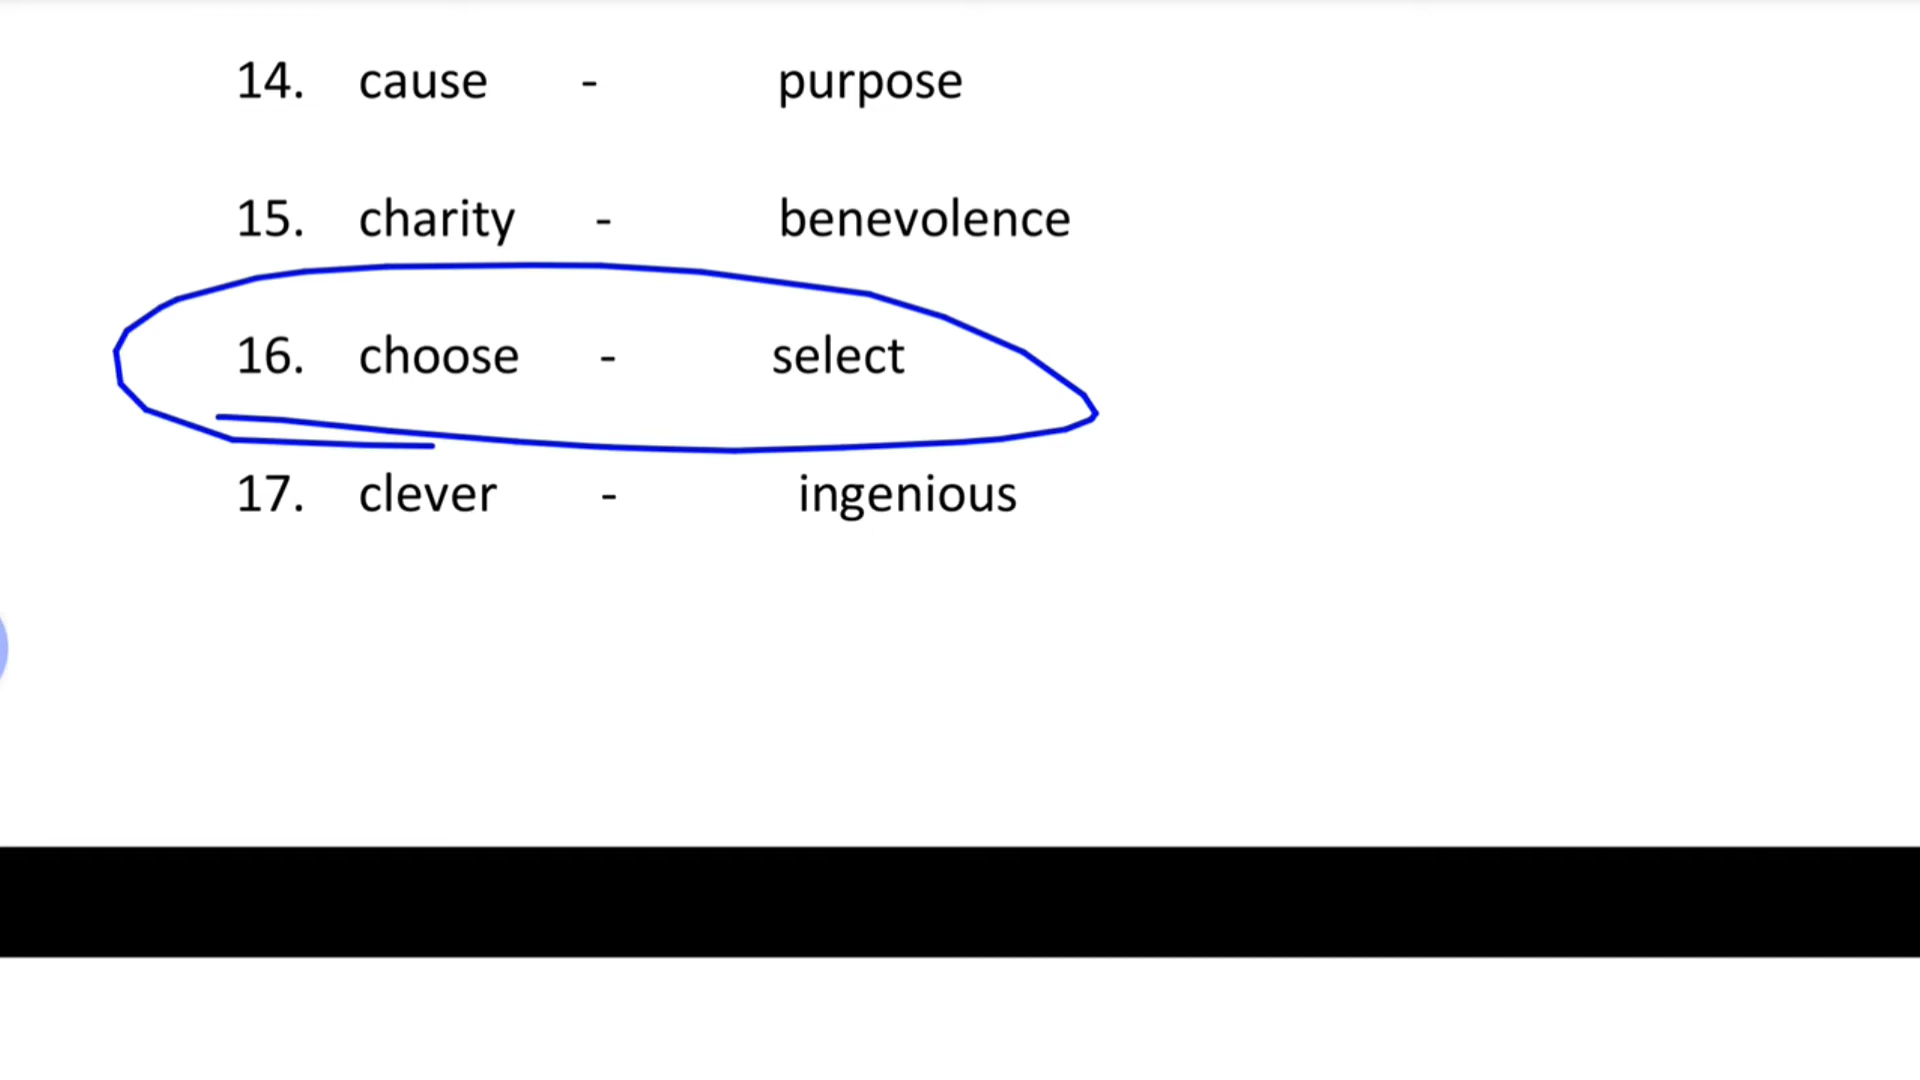 14. cause - purpose
15. charity - benevolence
16. choose - select
17. clever - ingenious